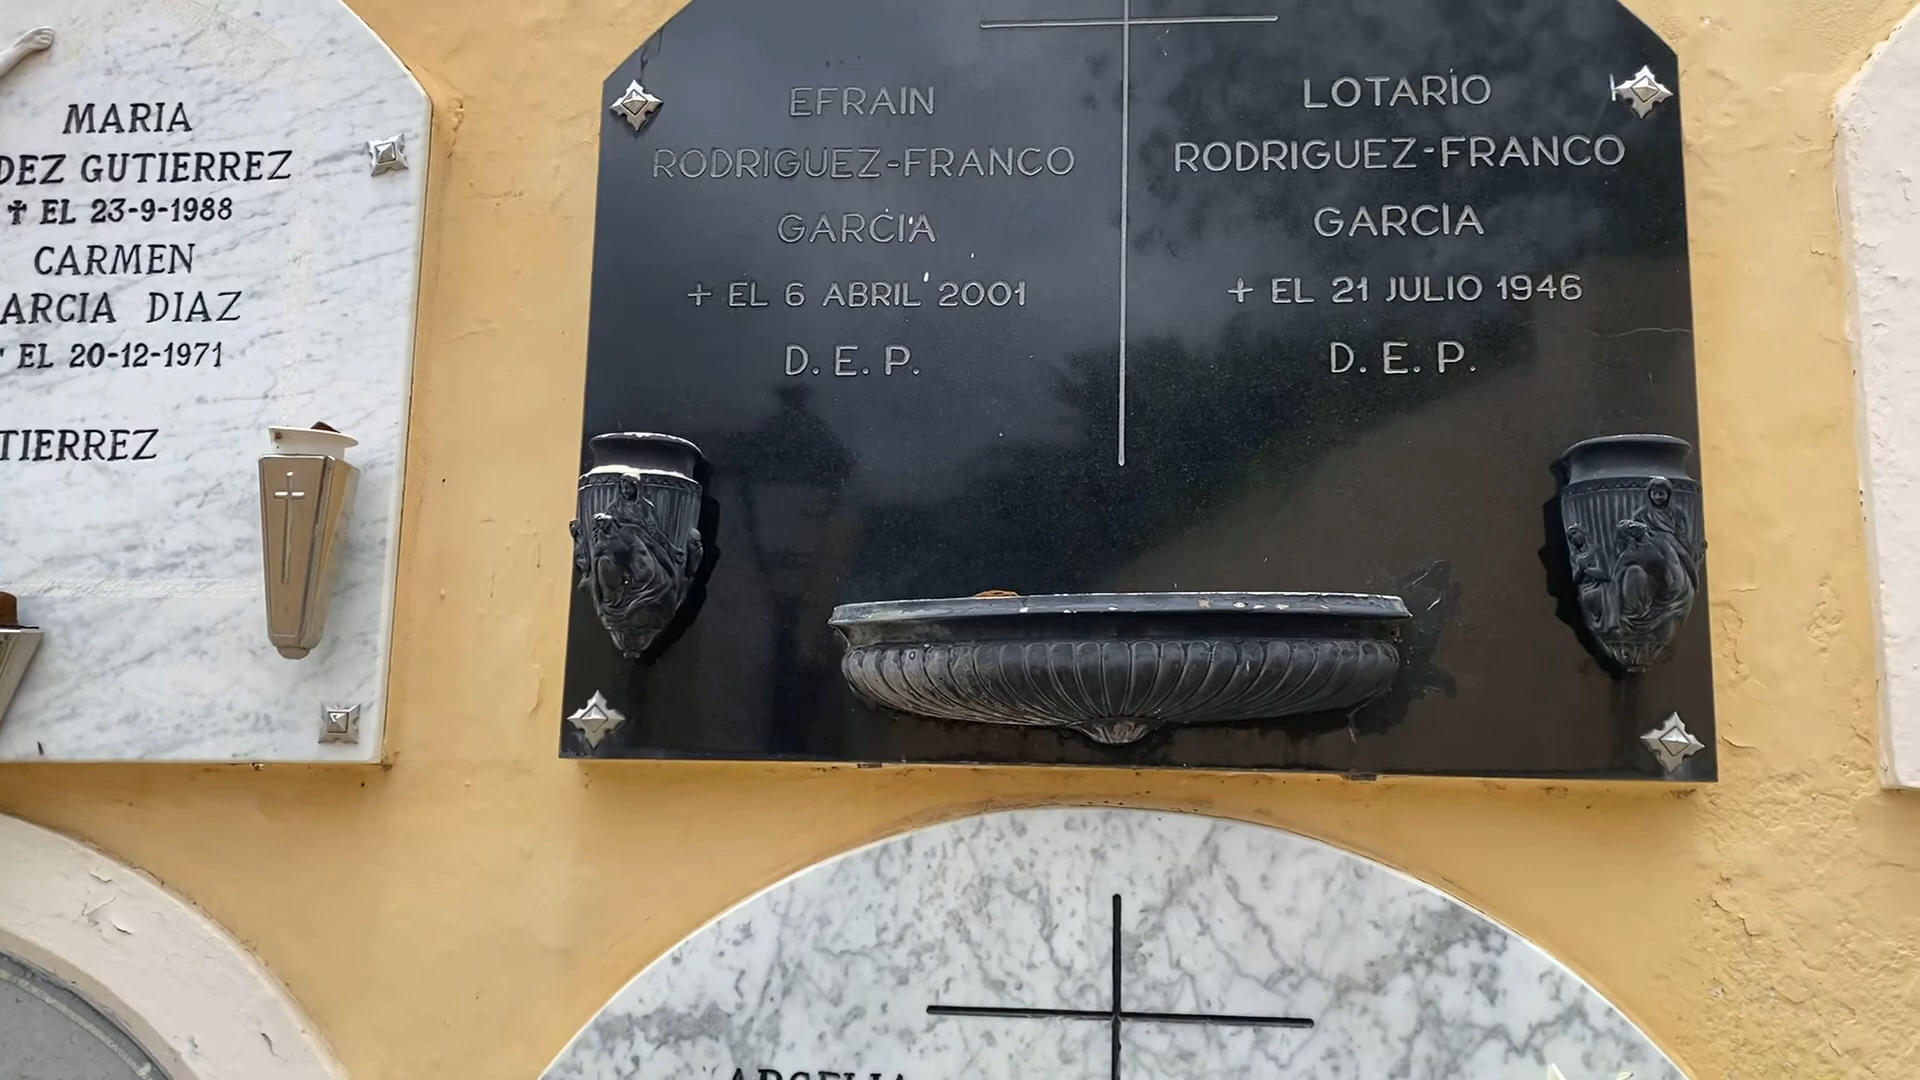 MARIA
DEZ GUTIERREZ
✝ EL 23-9-1988
CARMEN
ARCIA DIAZ
EL 20-12-1971
TIERREZ
EFRAIN
RODRIGUEZ-FRANCO
GARCIA
+ EL 6 ABRIL 2001
D. E. P.
LOTARIO
RODRIGUEZ-FRANCO
GARCIA
+ EL 21 JULIO 1946
D. E. P.